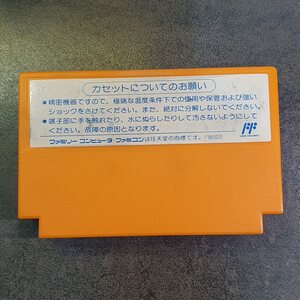 カセットについてのお願い
●精密機器ですので、極端な温度条件下での使用や保管および強い
ショックをさけてください。また、絶対に分解しないでください。
●端子部に手を触れたり、水にぬらしたりして汚さないようにして
ください。故障の原因となります。
ファミリー コンピュータ ファミコンは任天堂の商標です。